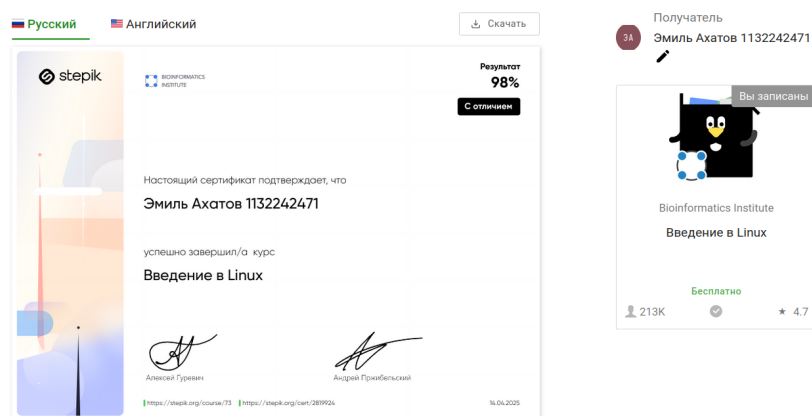 Русский
Английский
Скачать
stepik
BIOINFORMATICS
INSTITUTE
Результат
98%
С отличием
Настоящий сертификат подтверждает, что
Эмиль Ахатов 1132242471
успешно завершил/а курс
Введение в Linux
Алексей Гуревич
Андрей Пржибельский
https://stepik.org/course/73
https://stepik.org/cert/2819924
14.04.2025
Получатель
ЭА
Эмиль Ахатов 1132242471
Вы записаны
Bioinformatics Institute
Введение в Linux
Бесплатно
213K
4.7